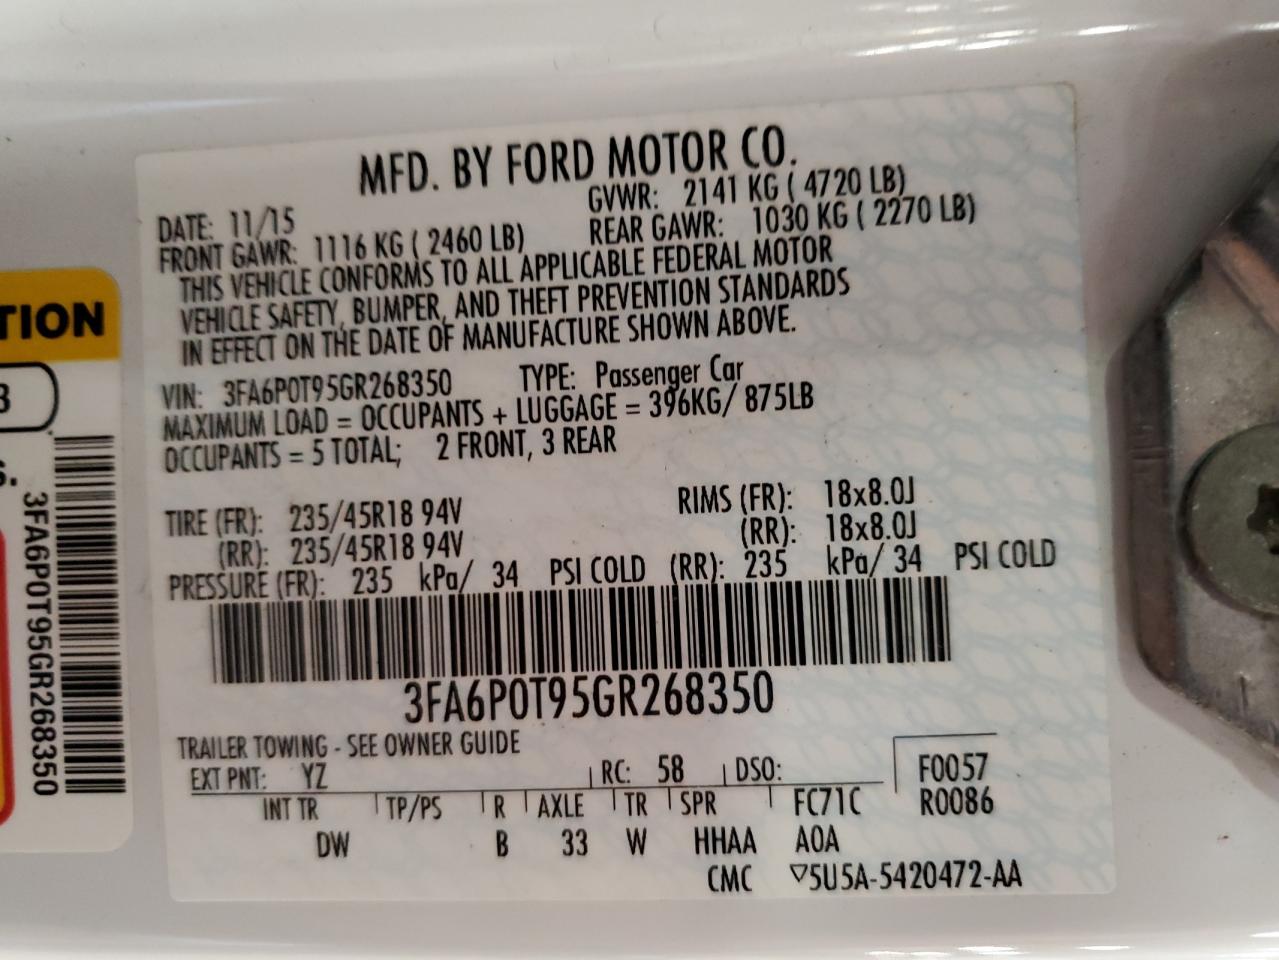 MFD. BY FORD MOTOR CO.
DATE: 11/15 GVWR: 2141 KG ( 4720 LB)
FRONT GAWR: 1116 KG ( 2460 LB) REAR GAWR: 1030 KG ( 2270 LB)
THIS VEHICLE CONFORMS TO ALL APPLICABLE FEDERAL MOTOR
VEHICLE SAFETY, BUMPER, AND THEFT PREVENTION STANDARDS
IN EFFECT ON THE DATE OF MANUFACTURE SHOWN ABOVE.
VIN: 3FA6P0T95GR268350 TYPE: Passenger Car
MAXIMUM LOAD = OCCUPANTS + LUGGAGE = 396KG/ 875LB
OCCUPANTS = 5 TOTAL; 2 FRONT, 3 REAR
TIRE (FR): 235/45R18 94V RIMS (FR): 18x8.0J
(RR): 235/45R18 94V (RR): 18x8.0J
PRESSURE (FR): 235 kPa/ 34 PSI COLD (RR): 235 kPa/ 34 PSI COLD
3FA6P0T95GR268350
TRAILER TOWING - SEE OWNER GUIDE
EXT PNT: YZ RC: 58 DSO: F0057
INT TR TP/PS R AXLE TR SPR FC71C R0086
DW B 33 W HHAA A0A
CMC ▽5U5A-5420472-AA
TION
3
S.
3FA6P0T95GR268350